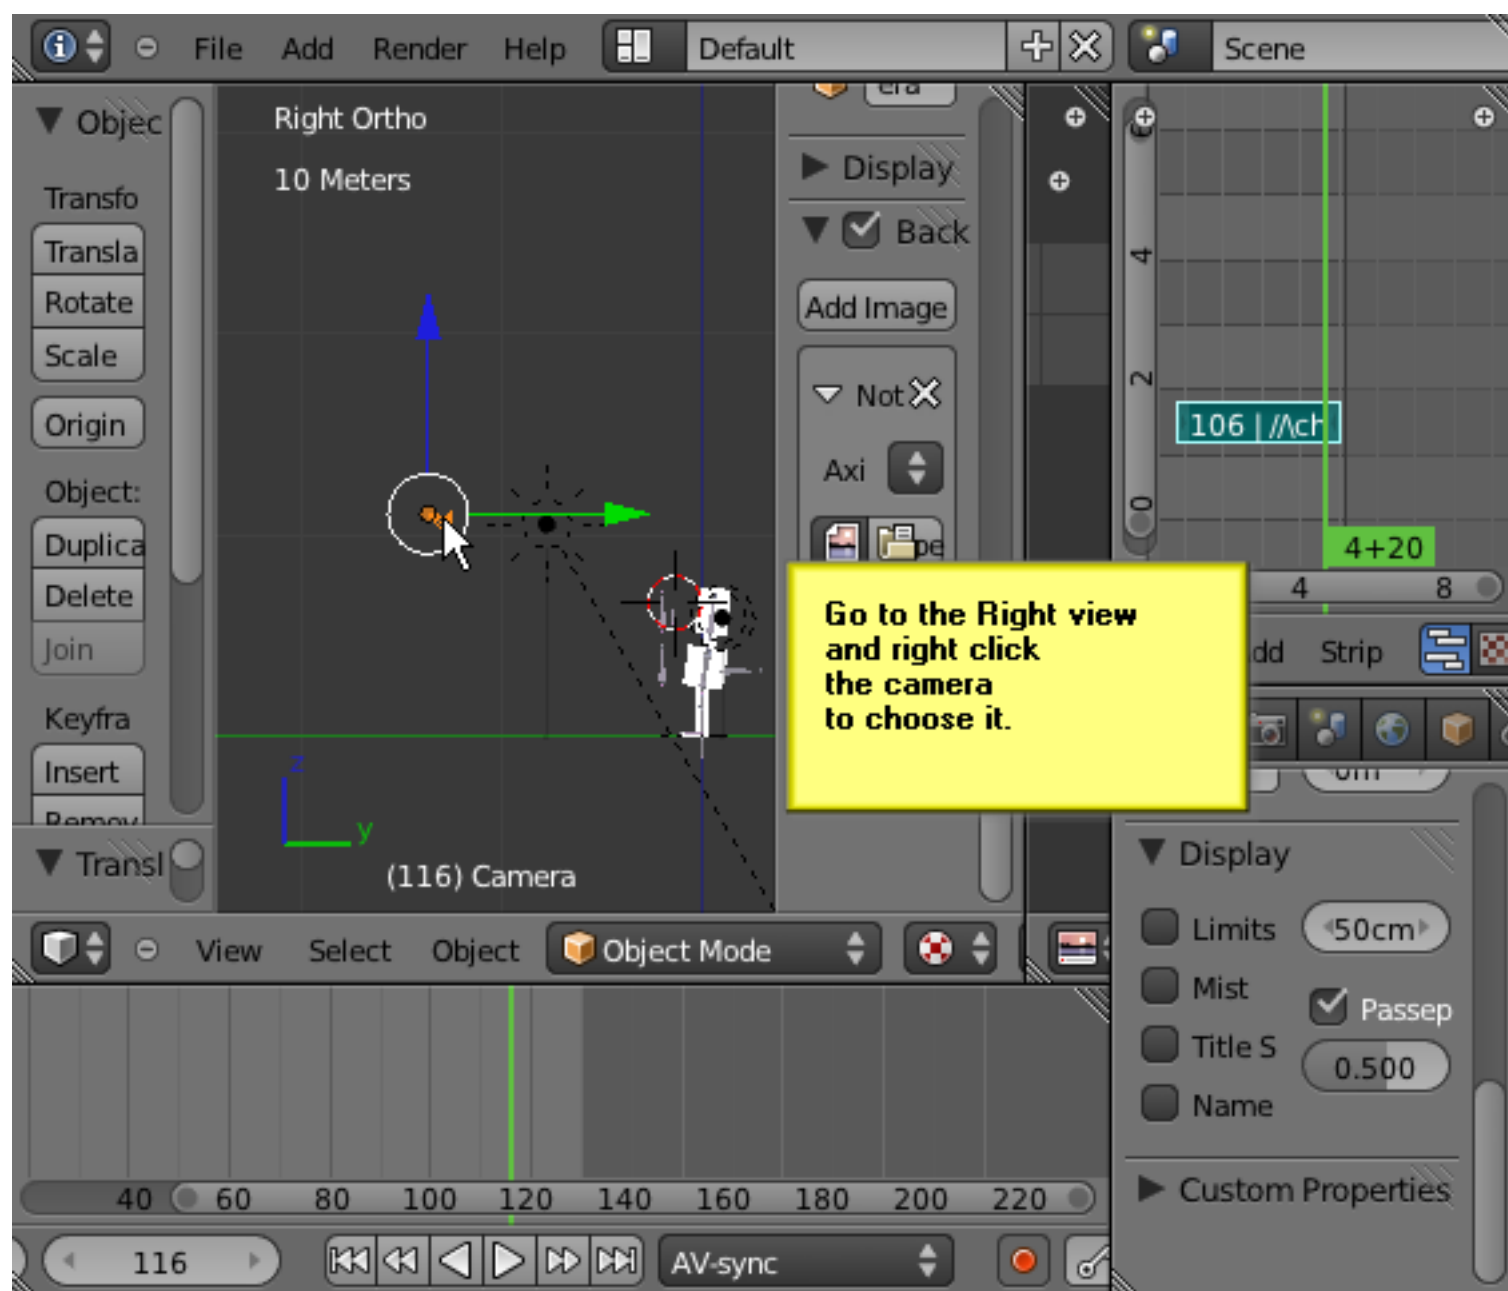 File Add Render Help Default Scene
Objec
Right Ortho
10 Meters
Display
Back
Transfo
Transla
Rotate
Scale
Origin
Add Image
Not
Axi
Object:
Duplica
Delete
Join
Keyfra
Insert
Transl
z
y
(116) Camera
4
2
0
106 | //\ch
4+20
4 8
Strip
Go to the Right view
and right click
the camera
to choose it.
Display
Limits 50cm
Mist
Passep
Title S
0.500
Name
Custom Properties
View Select Object Object Mode
40 60 80 100 120 140 160 180 200 220
116 AV-sync